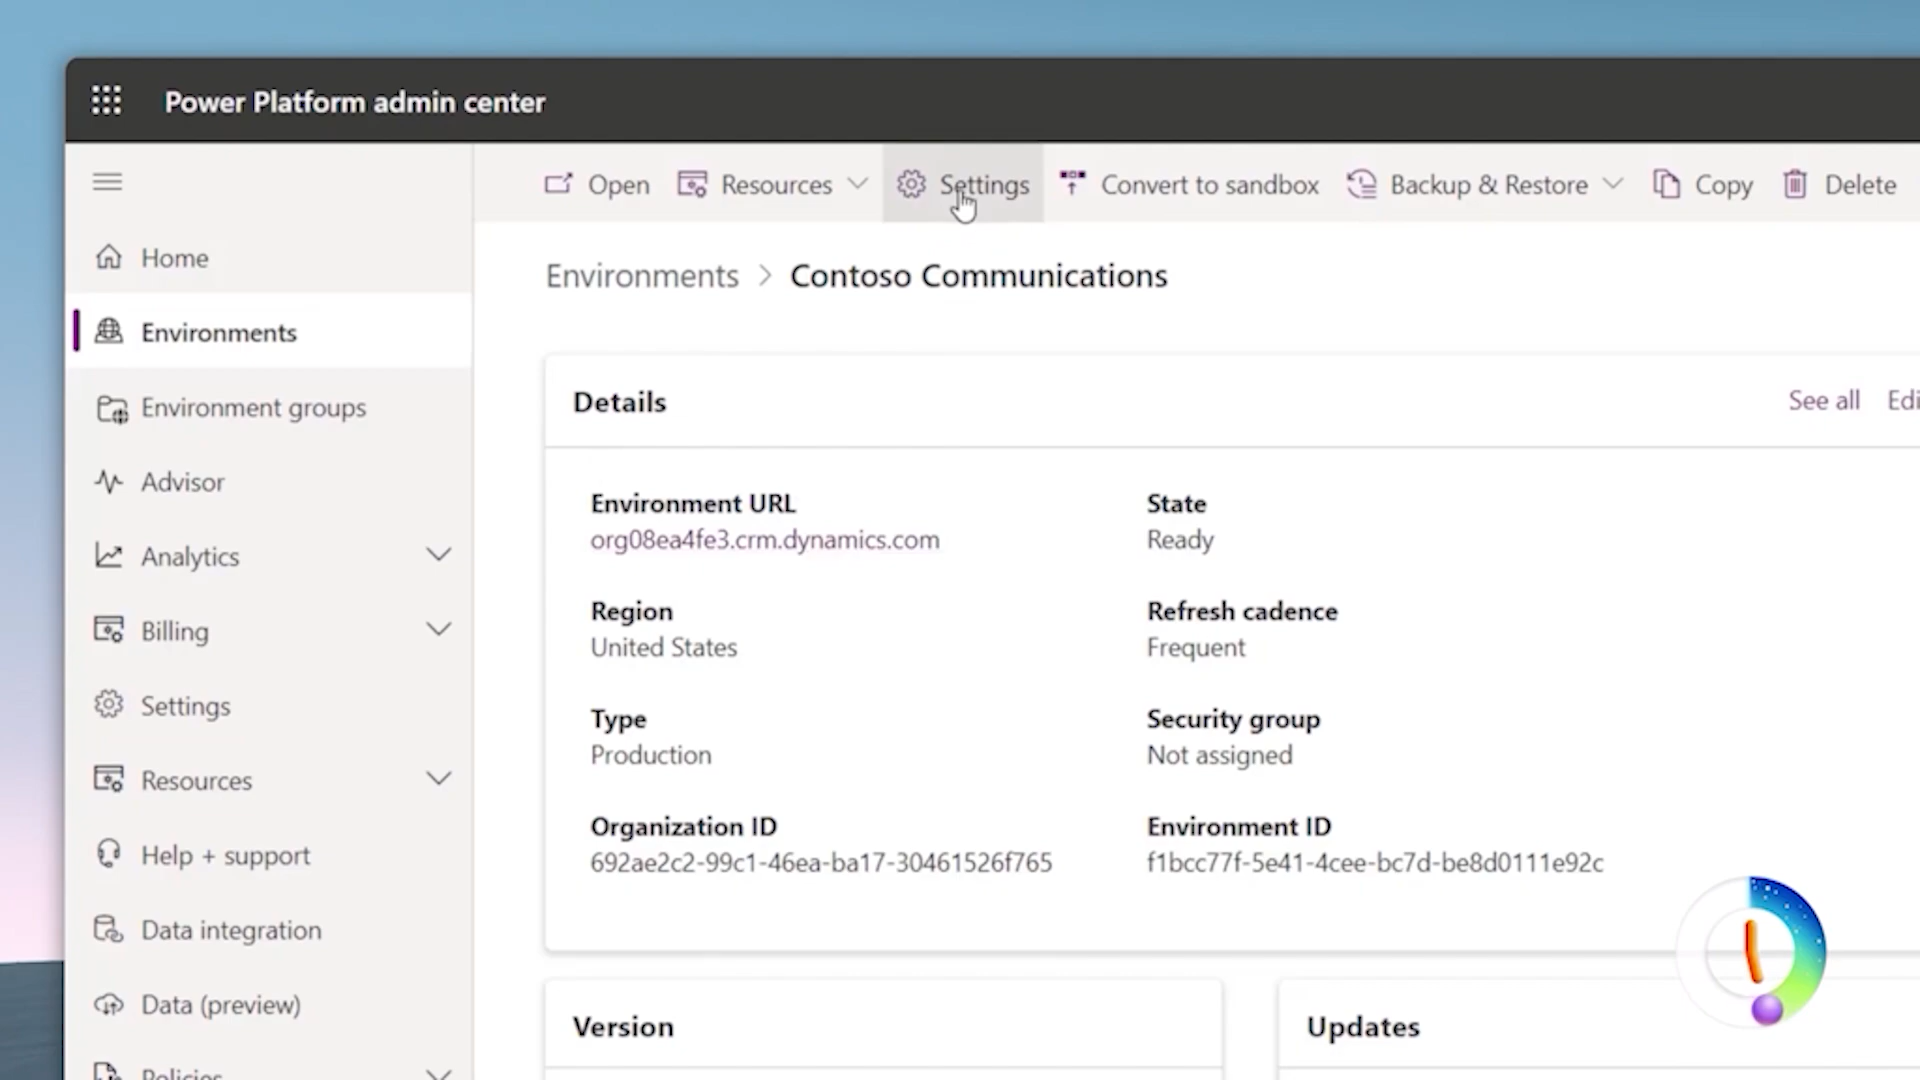 Power Platform admin center
Open Resources Settings Convert to sandbox Backup & Restore Copy Delete
Home
Environments
Environment groups
Advisor
Analytics
Billing
Settings
Resources
Help + support
Data integration
Data (preview)
Policies
Environments > Contoso Communications
Details
See all Edi
Environment URL
org08ea4fe3.crm.dynamics.com
State
Ready
Region
United States
Refresh cadence
Frequent
Type
Production
Security group
Not assigned
Organization ID
692ae2c2-99c1-46ea-ba17-30461526f765
Environment ID
f1bcc77f-5e41-4cee-bc7d-be8d0111e92c
Version
Updates